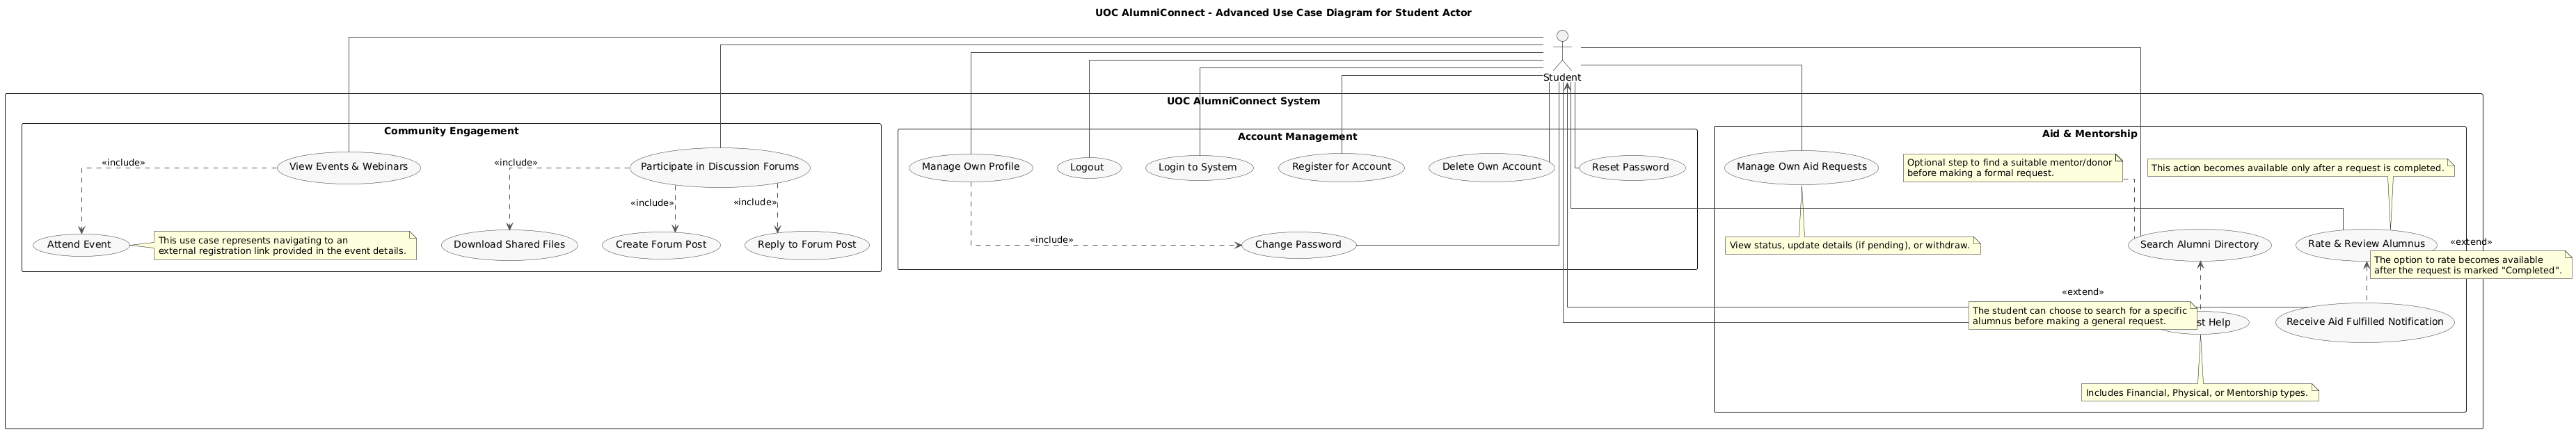 UOC AlumniConnect - Advanced Use Case Diagram for Student Actor
Student
UOC AlumniConnect System
Community Engagement
View Events & Webinars
Participate in Discussion Forums
«include»
«include»
«include»
«include»
Attend Event
This use case represents navigating to an
external registration link provided in the event details.
Download Shared Files
Create Forum Post
Reply to Forum Post
Account Management
Manage Own Profile
Logout
Login to System
Register for Account
Delete Own Account
Reset Password
«include»
Change Password
Aid & Mentorship
Manage Own Aid Requests
Optional step to find a suitable mentor/donor
before making a formal request.
This action becomes available only after a request is completed.
View status, update details (if pending), or withdraw.
Search Alumni Directory
Rate & Review Alumnus
«extend»
The option to rate becomes available
after the request is marked "Completed".
«extend»
The student can choose to search for a specific
alumnus before making a general request.
st Help
Receive Aid Fulfilled Notification
Includes Financial, Physical, or Mentorship types.